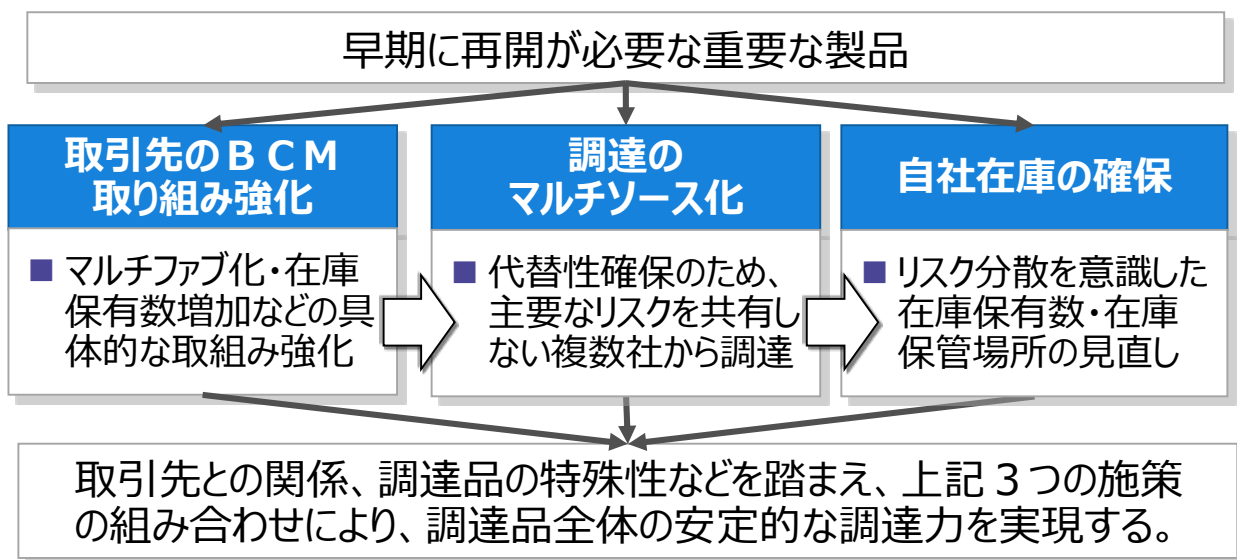 早期に再開が必要な重要な製品
取引先のＢＣＭ
取り組み強化
■ マルチファブ化・在庫
保有数増加などの具
体的な取組み強化
調達の
マルチソース化
■ 代替性確保のため、
主要なリスクを共有し
ない複数社から調達
自社在庫の確保
■ リスク分散を意識した
在庫保有数・在庫
保管場所の見直し
取引先との関係、調達品の特殊性などを踏まえ、上記３つの施策
の組み合わせにより、調達品全体の安定的な調達力を実現する。